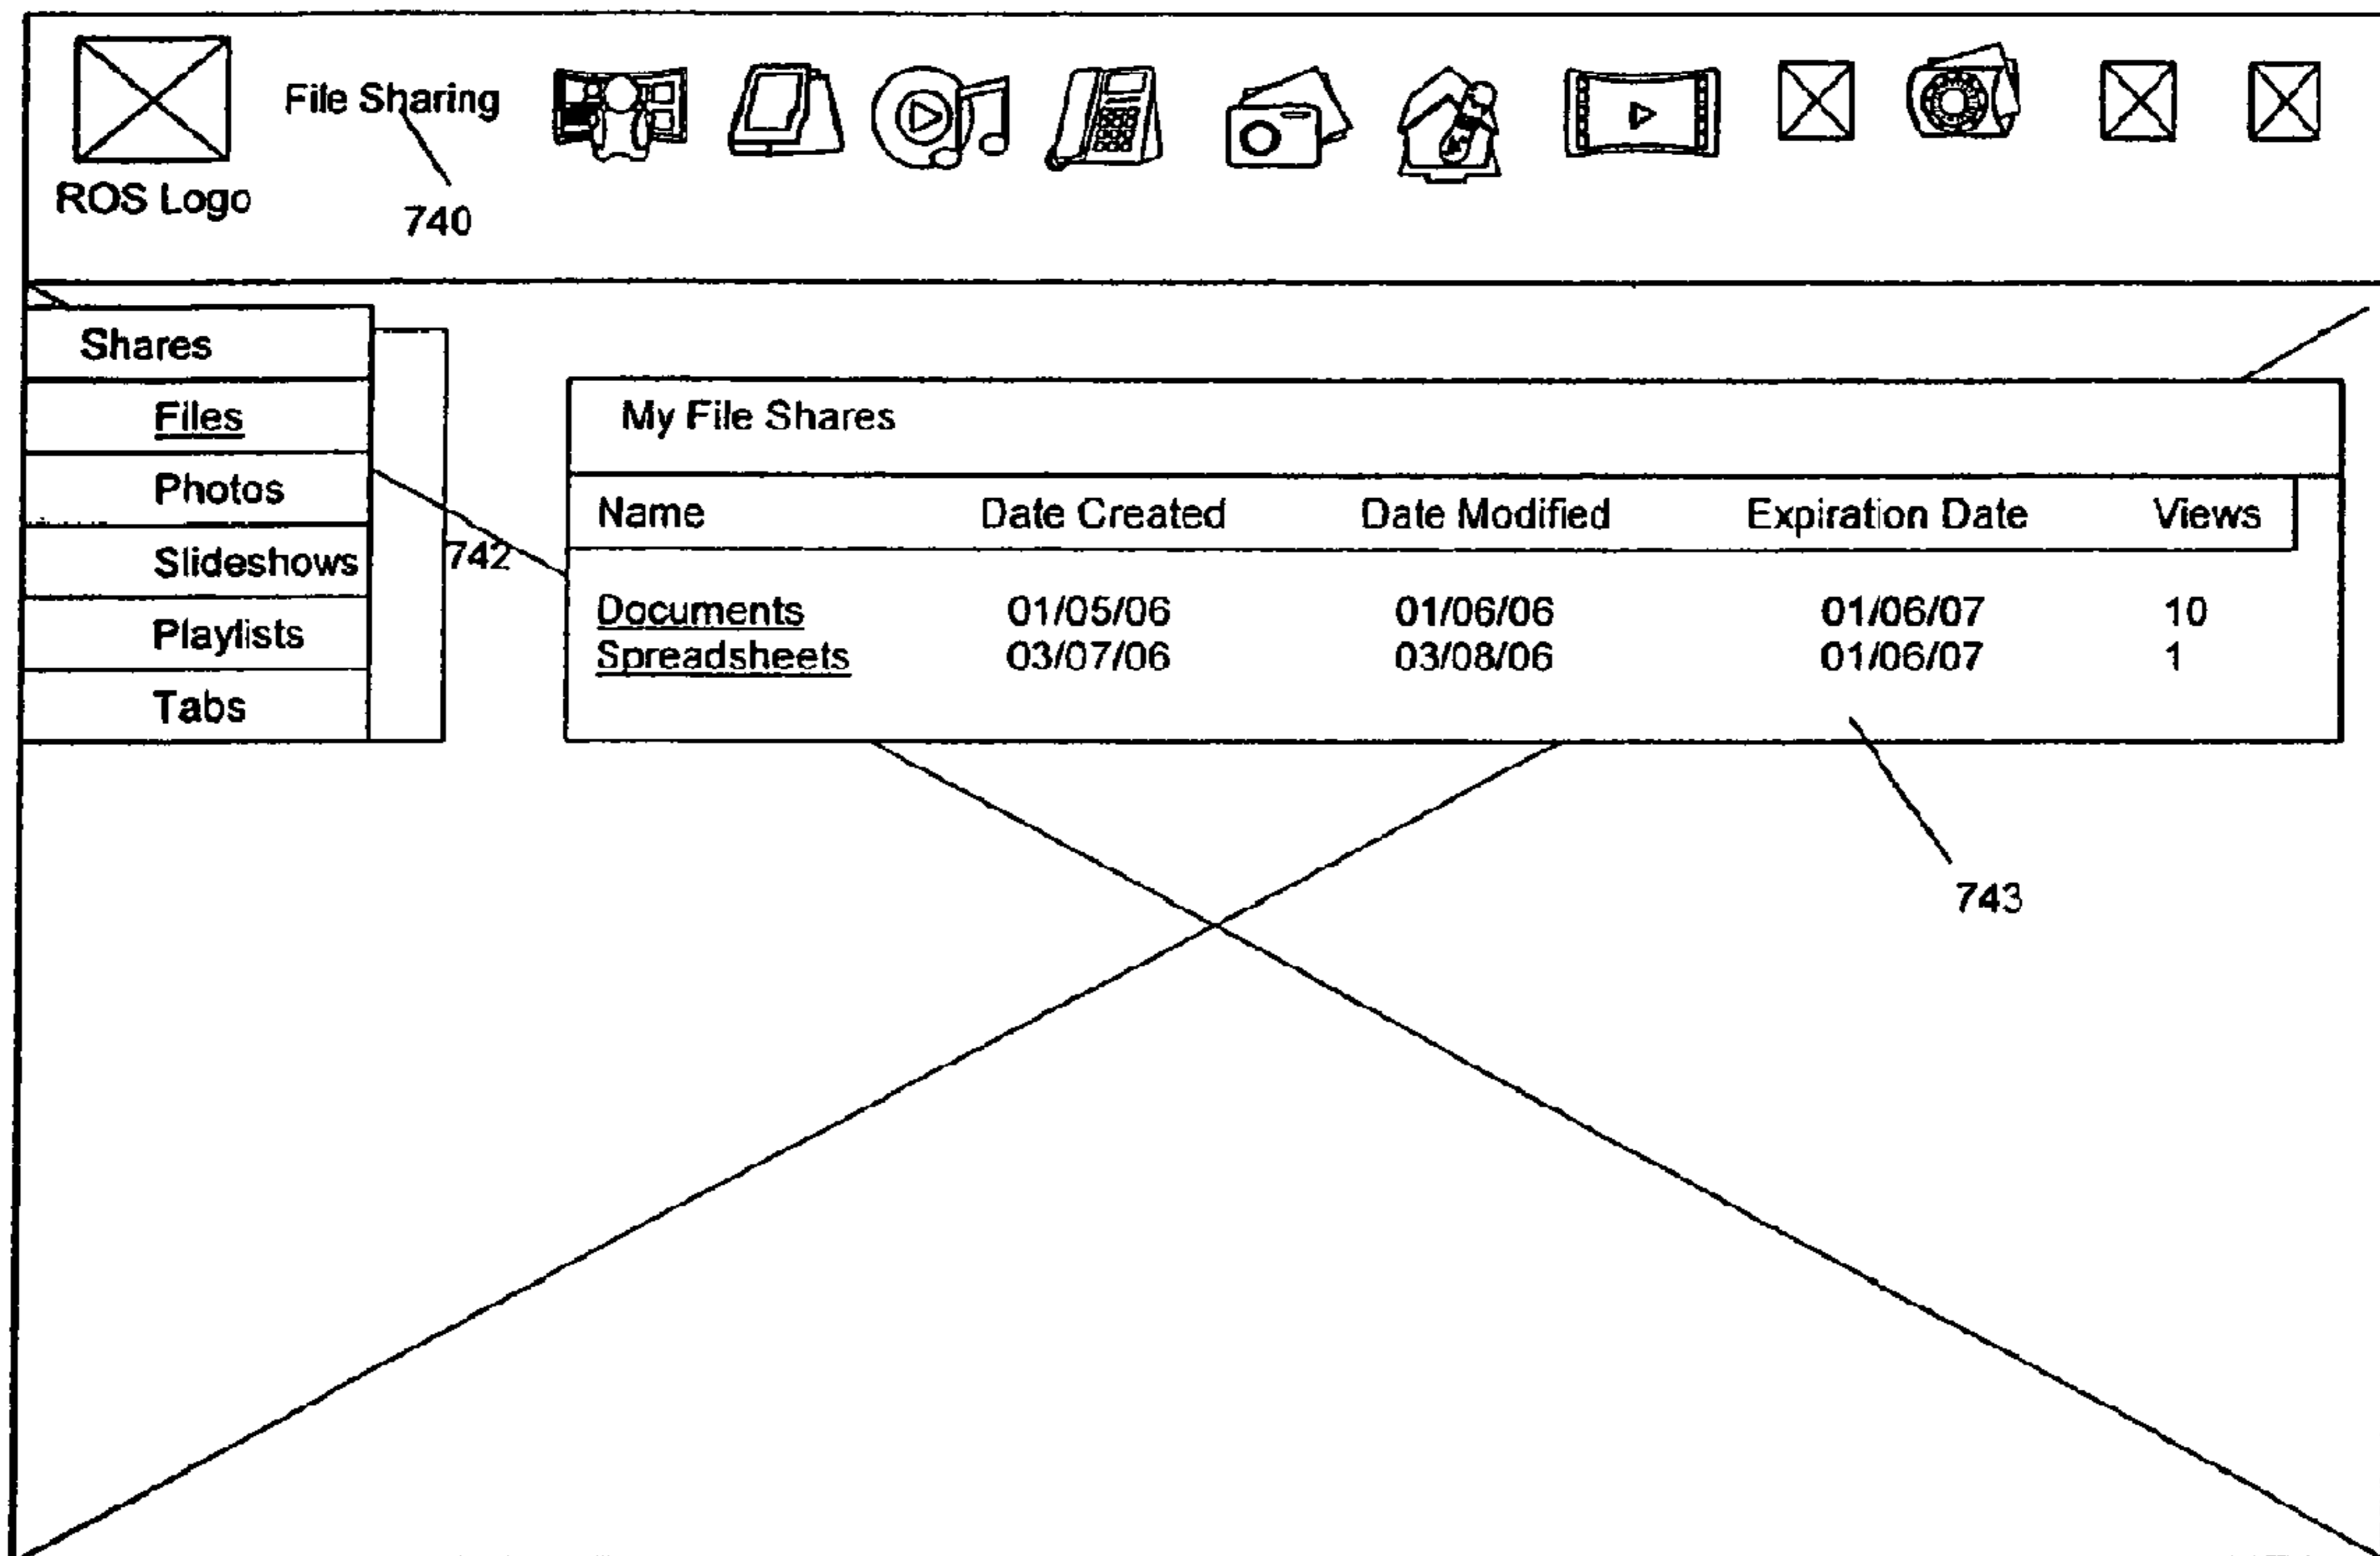 File Sharing
ROS Logo
740
Shares
Files
Photos
Slideshows
Playlists
Tabs
742
My File Shares
Name Date Created Date Modified Expiration Date Views
Documents 01/05/06 01/06/06 01/06/07 10
Spreadsheets 03/07/06 03/08/06 01/06/07 1
743